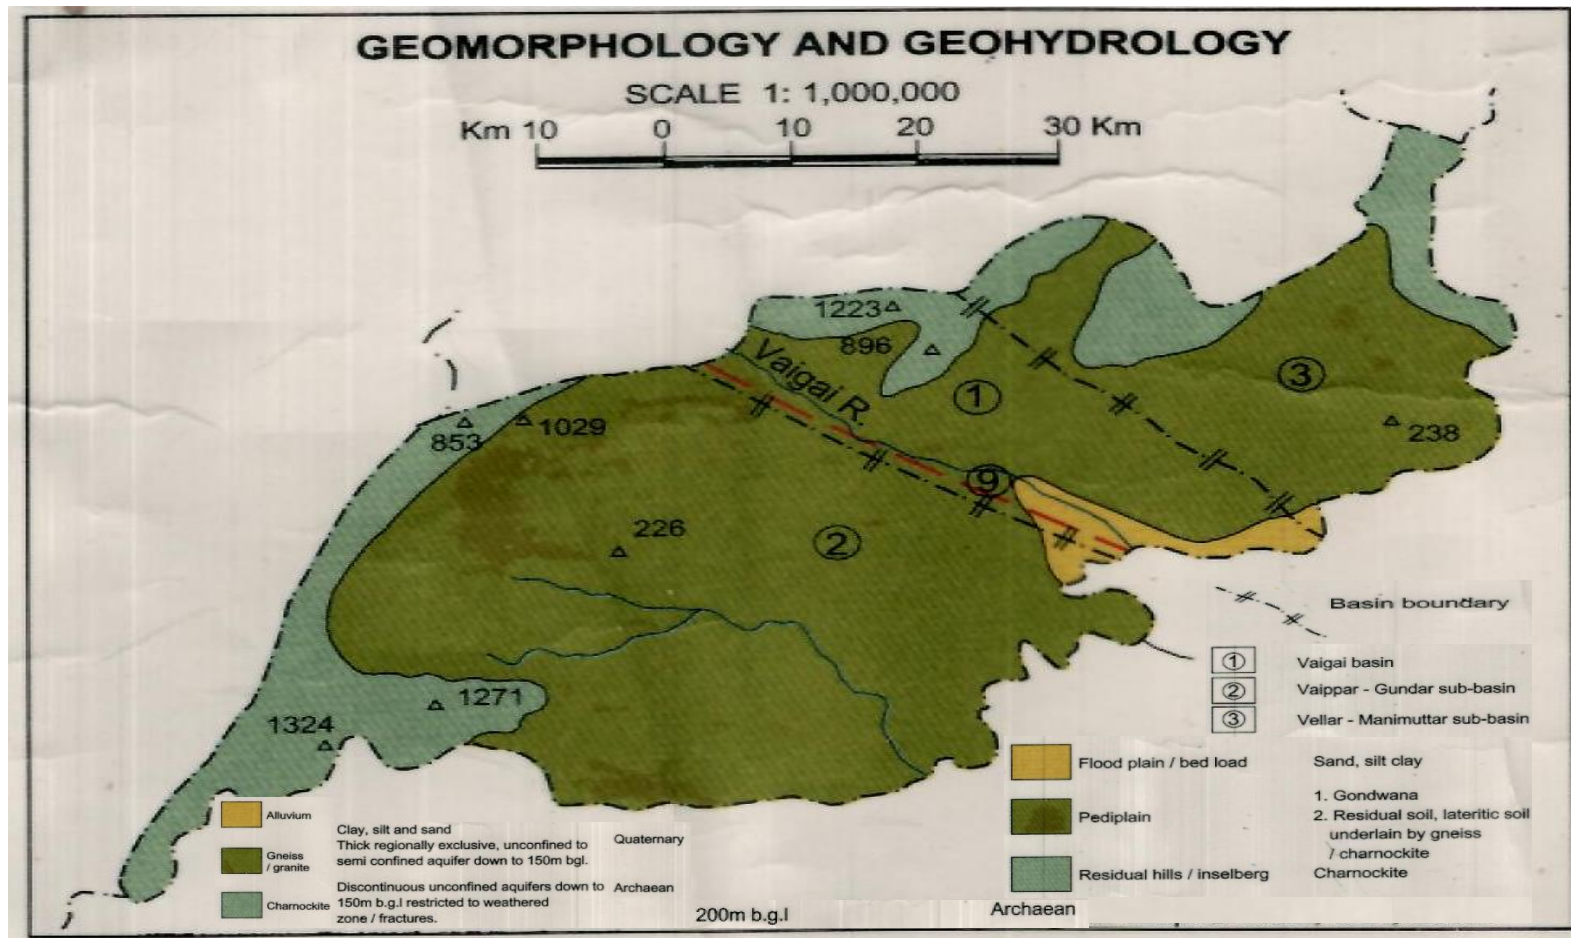 GEOMORPHOLOGY AND GEOHYDROLOGY
SCALE 1: 1,000,000
Km 10 0 10 20 30 Km
1223
896
Vaigai R.
1
3
238
853
1029
9
226
2
1271
1324
Basin boundary
1 Vaigai basin
2 Vaippar - Gundar sub-basin
3 Vellar - Manimuttar sub-basin
Flood plain / bed load Sand, silt clay
Pediplain
1. Gondwana
2. Residual soil, lateritic soil
underlain by gneiss
/ charnockite
Residual hills / inselberg Charnockite
Archaean
Alluvium
Gneiss
/ granite
Charnockite
Clay, silt and sand
Thick regionally exclusive, unconfined to
semi confined aquifer down to 150m bgl.
Quaternary
Discontinuous unconfined aquifers down to
150m b.g.l restricted to weathered
zone / fractures.
Archaean
200m b.g.l